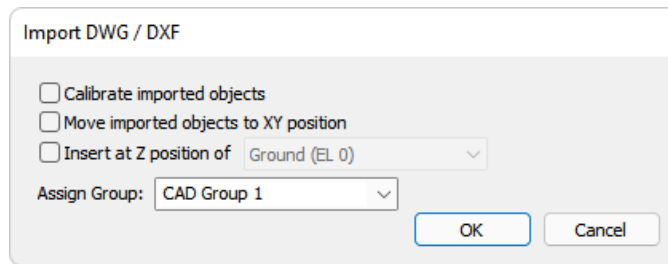 Import DWG / DXF
Calibrate imported objects
Move imported objects to XY position
Insert at Z position of Ground (EL 0)
Assign Group: CAD Group 1
OK Cancel